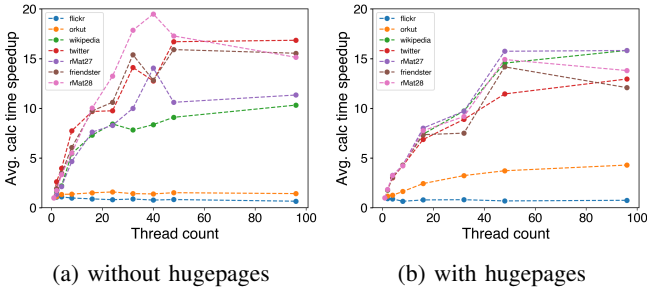 Avg. calc time speedup
20
15
10
5
0
flickr
orkut
wikipedia
twitter
rMat27
friendster
rMat28
0 20 40 60 80 100
Thread count
(a) without hugepages
Avg. calc time speedup
20
15
10
5
0
flickr
orkut
wikipedia
twitter
rMat27
friendster
rMat28
0 20 40 60 80 100
Thread count
(b) with hugepages